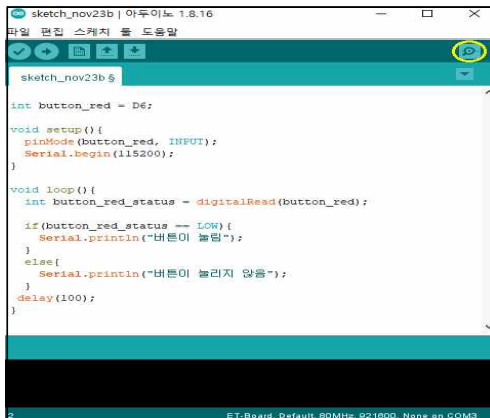 sketch_nov23b | 아두이노 1.8.16
파일 편집 스케치 툴 도움말
sketch_nov23b §
int button_red = D6;
void setup(){
pinMode(button_red, INPUT);
Serial.begin(115200);
}
void loop(){
int button_red_status = digitalRead(button_red);
if(button_red_status == LOW){
Serial.println("버튼이 눌림");
}
else{
Serial.println("버튼이 눌리지 않음");
}
delay(100);
}
2
ET-Board, Default, 80MHz, 921600, None on COM3